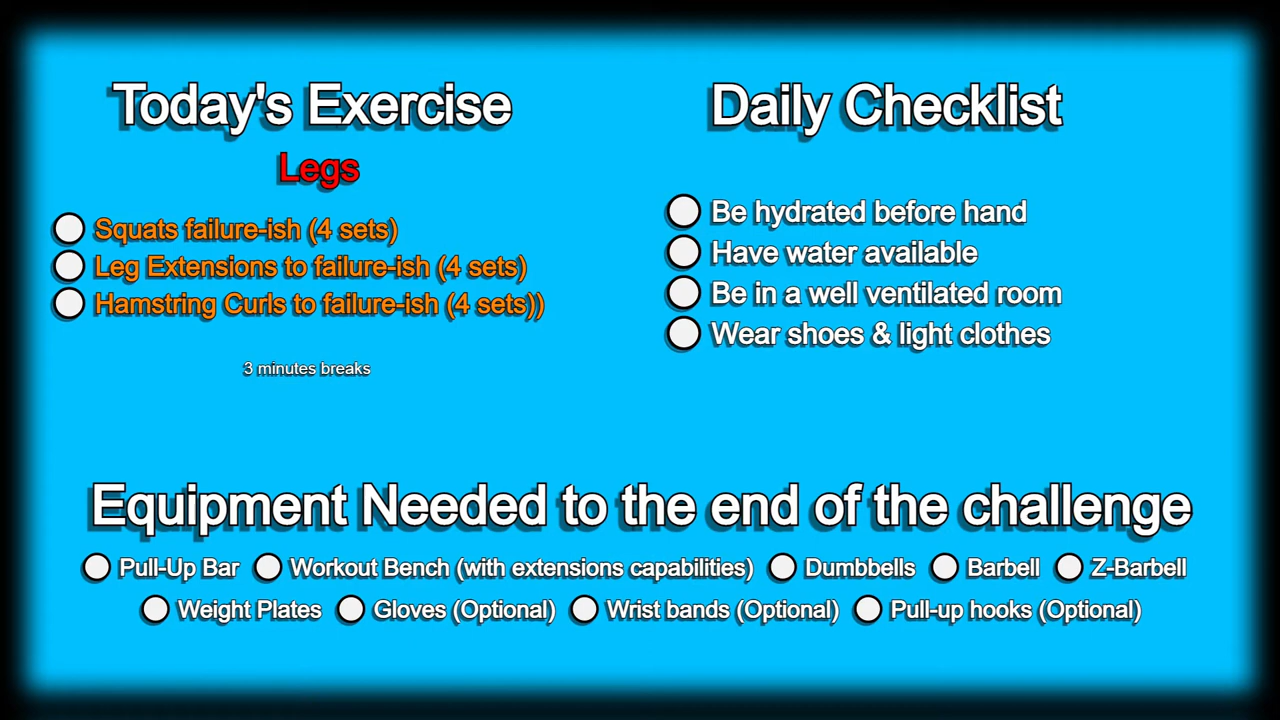 Today's Exercise
Legs
Squats failure-ish (4 sets)
Leg Extensions to failure-ish (4 sets)
Hamstring Curls to failure-ish (4 sets))
3 minutes breaks
Daily Checklist
Be hydrated before hand
Have water available
Be in a well ventilated room
Wear shoes & light clothes
Equipment Needed to the end of the challenge
Pull-Up Bar Workout Bench (with extensions capabilities) Dumbbells Barbell Z-Barbell
Weight Plates Gloves (Optional) Wrist bands (Optional) Pull-up hooks (Optional)